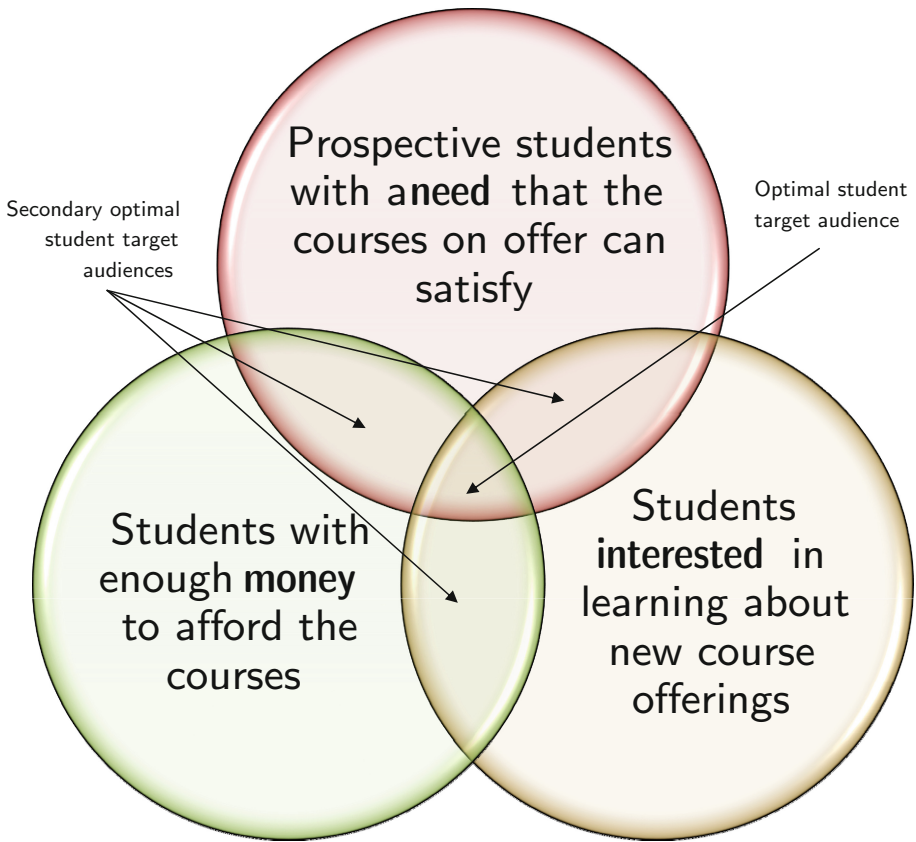 Prospective students
with a need that the
courses on offer can
satisfy
Secondary optimal
student target
audiences
Optimal student
target audience
Students with
enough money
to afford the
courses
Students
interested in
learning about
new course
offerings